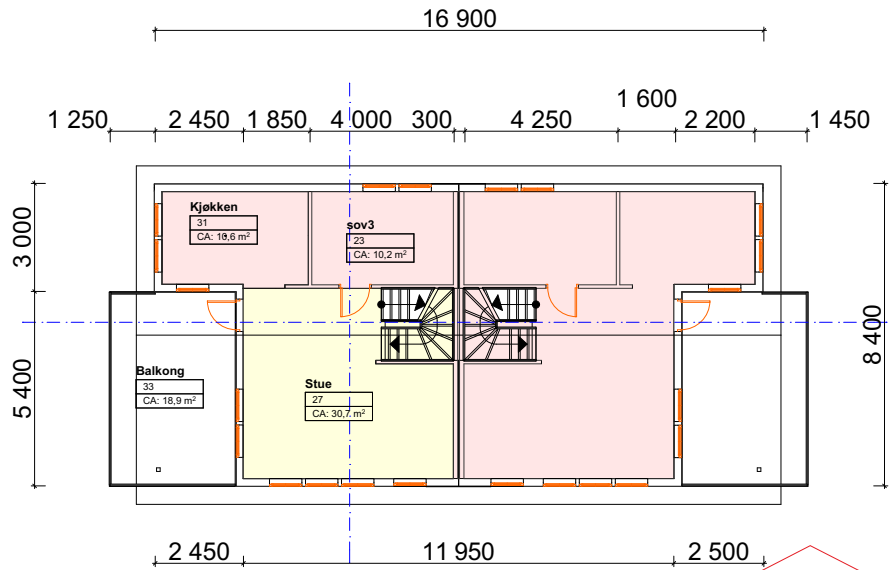 16 900
1 600
1 250 2 450 1 850 4 000 300 4 250 2 200 1 450
3 000
5 400
8 400
Kjøkken
31
CA: 10,6 m²
sov3
23
CA: 10,2 m²
Balkong
33
CA: 18,9 m²
Stue
27
CA: 30,7 m²
2 450 11 950 2 500